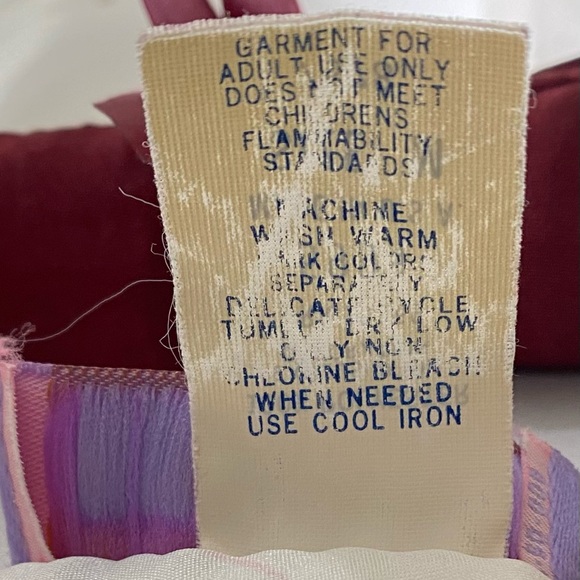 GARMENT FOR
ADULT USE ONLY
DOES NOT MEET
CHILDRENS
FLAMMABILITY
STANDARDS
MACHINE
WASH WARM
DARK COLORS
SEPARATELY
DELICATE CYCLE
TUMBLE DRY LOW
ONLY NON
CHLORINE BLEACH
WHEN NEEDED
USE COOL IRON